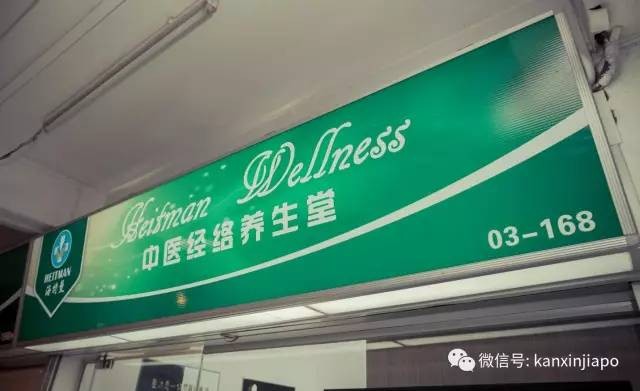 Heitman Wellness
中医经络养生堂
03-168
HEITMAN
海特曼
微信号: kanxinjiapo